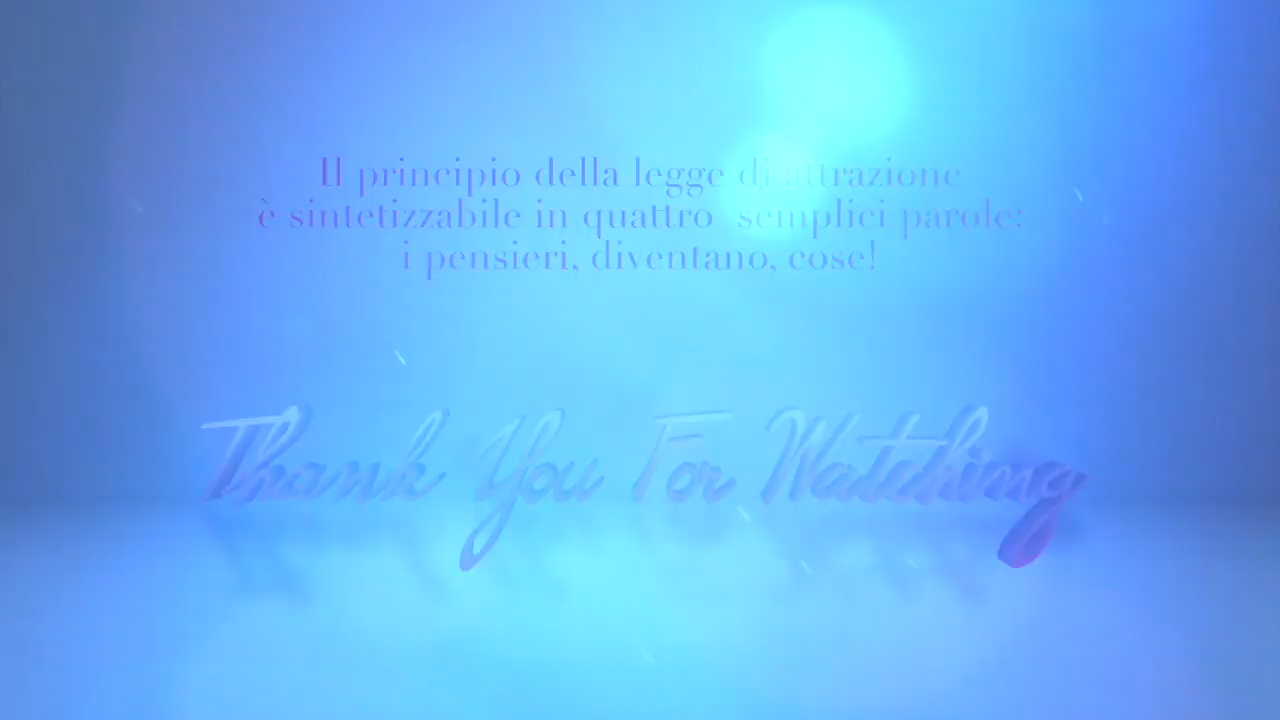 Il principio della legge di attrazione
è sintetizzabile in quattro semplici parole:
i pensieri, diventano, cose!
Thank You For Watching